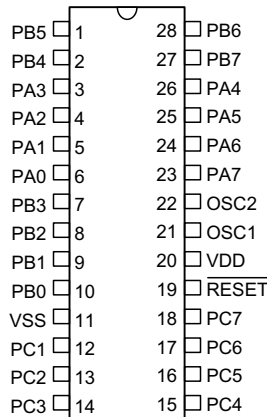 PB5 1 28 PB6
PB4 2 27 PB7
PA3 3 26 PA4
PA2 4 25 PA5
PA1 5 24 PA6
PA0 6 23 PA7
PB3 7 22 OSC2
PB2 8 21 OSC1
PB1 9 20 VDD
PB0 10 19 RESET
VSS 11 18 PC7
PC1 12 17 PC6
PC2 13 16 PC5
PC3 14 15 PC4